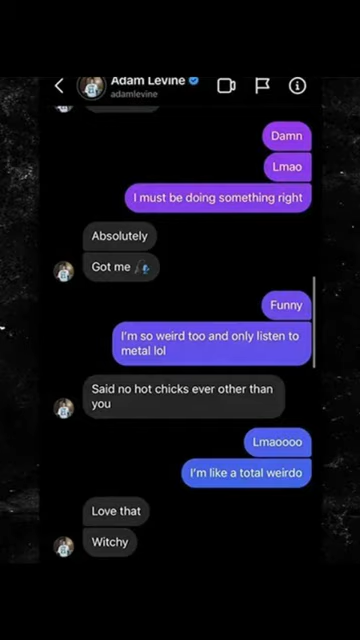 Adam Levine
adamlevine
Damn
Lmao
I must be doing something right
Absolutely
Got me 🎣
Funny
I'm so weird too and only listen to
metal lol
Said no hot chicks ever other than
you
Lmaoooo
I'm like a total weirdo
Love that
Witchy